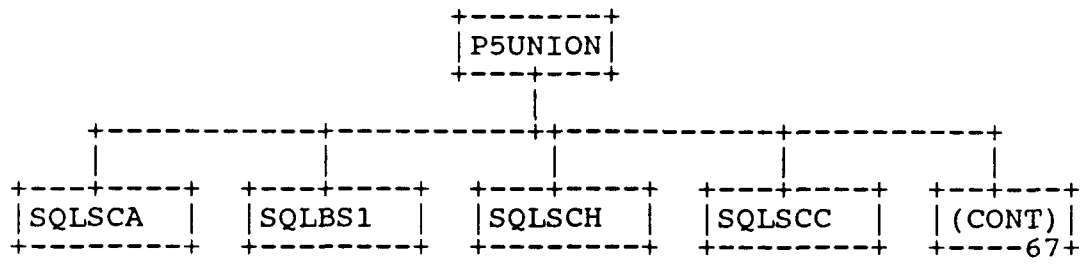 P5UNION
SQLSCA SQLBS1 SQLSCH SQLSCC (CONT)
67